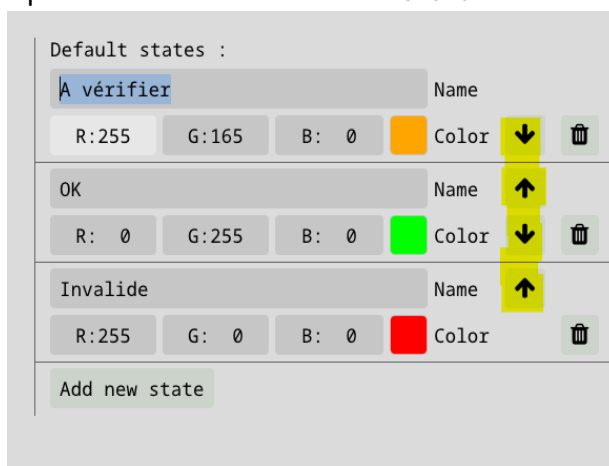 Default states :
A vérifier Name
R:255 G:165 B: 0 Color
OK Name
R: 0 G:255 B: 0 Color
Invalide Name
R:255 G: 0 B: 0 Color
Add new state